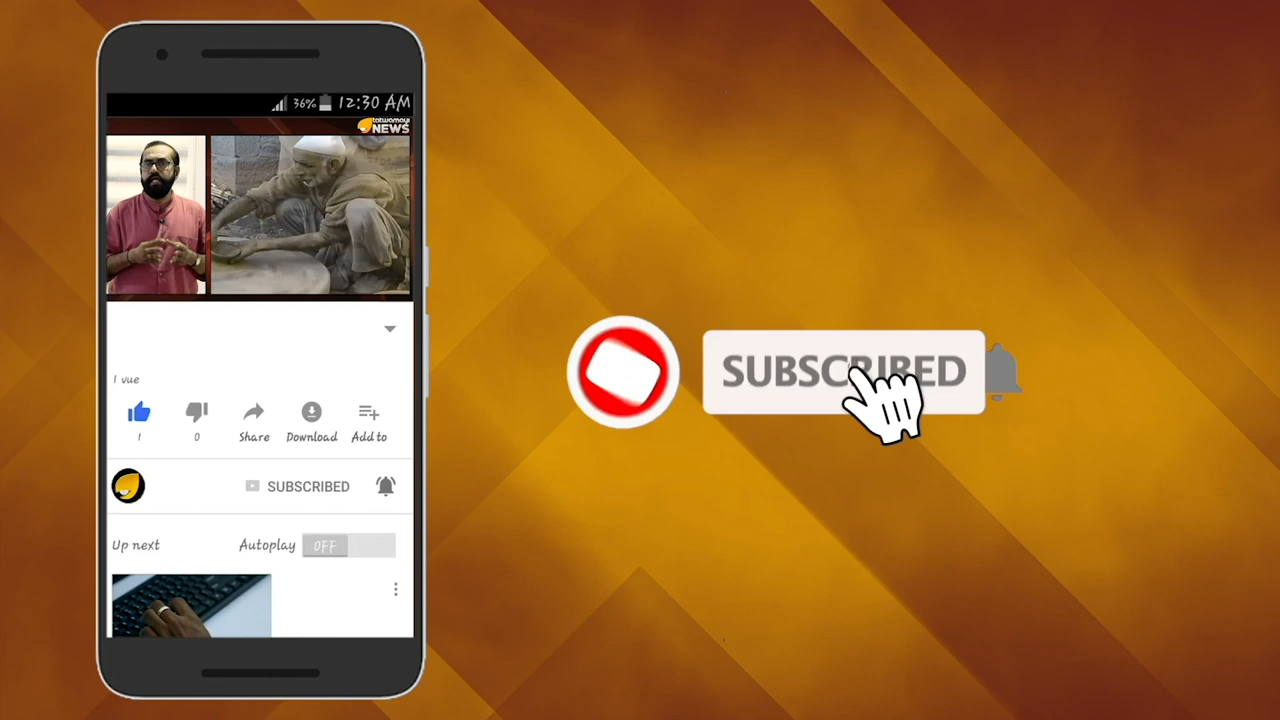 36% 12:30 AM
tatwamayi
NEWS
1 vue
1
0
Share
Download
Add to
SUBSCRIBED
Up next
Autoplay
OFF
SUBSCRIBED